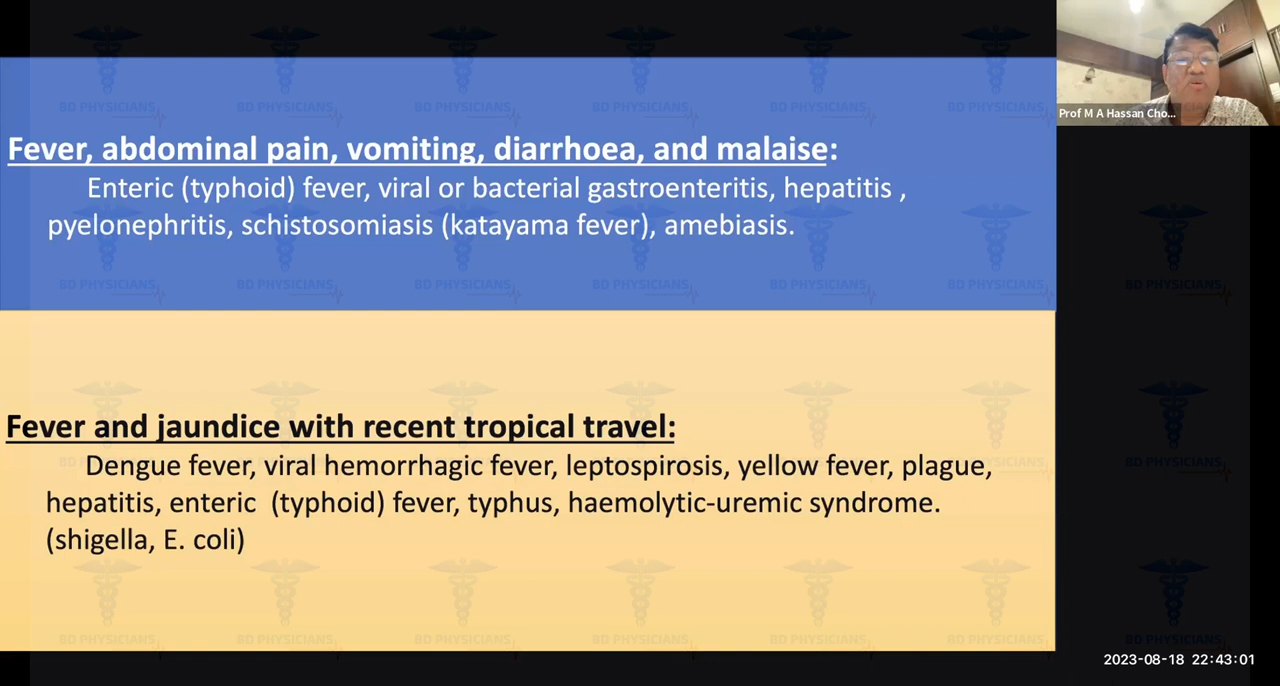 Fever, abdominal pain, vomiting, diarrhoea, and malaise:
Enteric (typhoid) fever, viral or bacterial gastroenteritis, hepatitis ,
pyelonephritis, schistosomiasis (katayama fever), amebiasis.
Fever and jaundice with recent tropical travel:
Dengue fever, viral hemorrhagic fever, leptospirosis, yellow fever, plague,
hepatitis, enteric (typhoid) fever, typhus, haemolytic-uremic syndrome.
(shigella, E. coli)
Prof M A Hassan Cho...
BD PHYSICIANS
2023-08-18 22:43:01